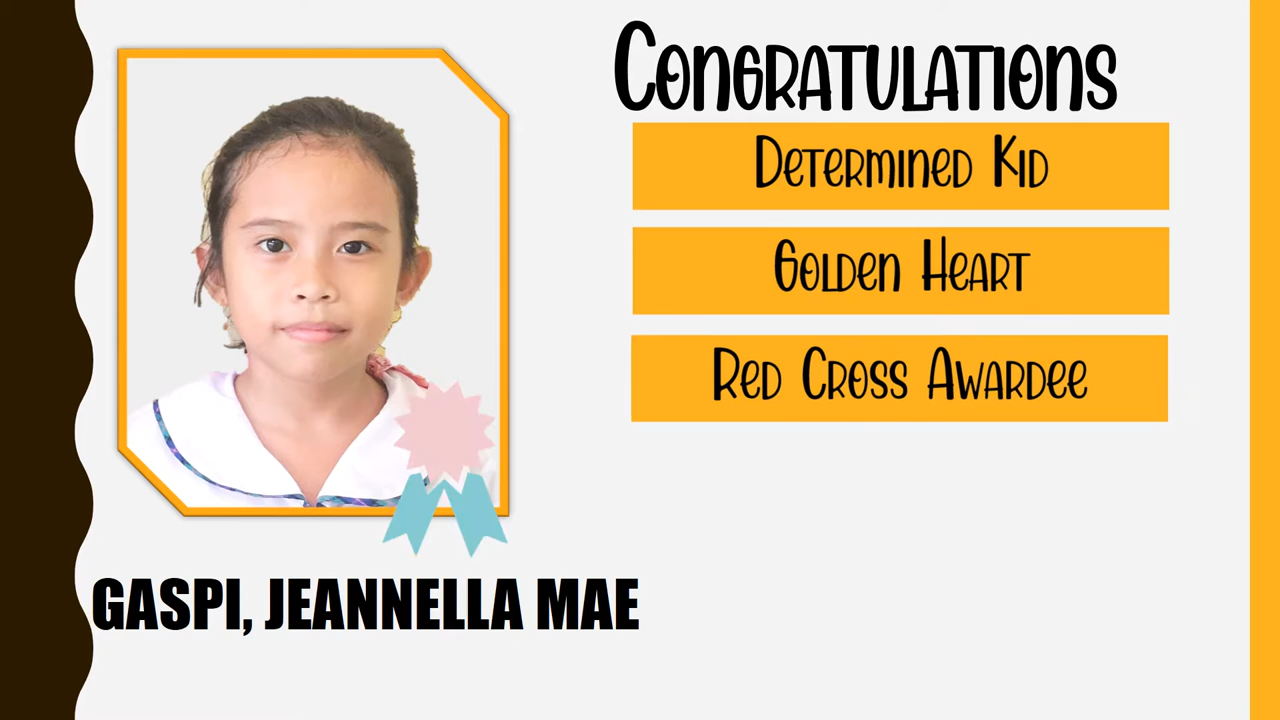 Congratulations
Determined Kid
Golden Heart
Red Cross Awardee
GASPI, JEANNELLA MAE